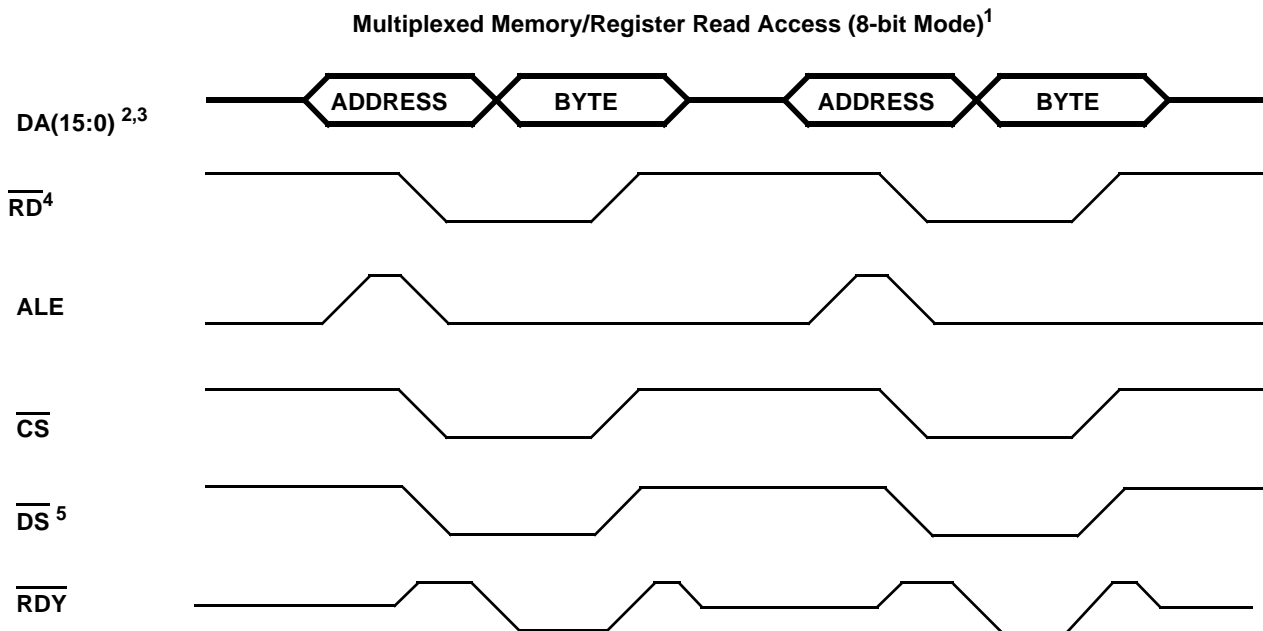 Multiplexed Memory/Register Read Access (8-bit Mode)1
ADDRESS BYTE ADDRESS BYTE
DA(15:0) 2,3
RD4
ALE
CS
DS 5
RDY